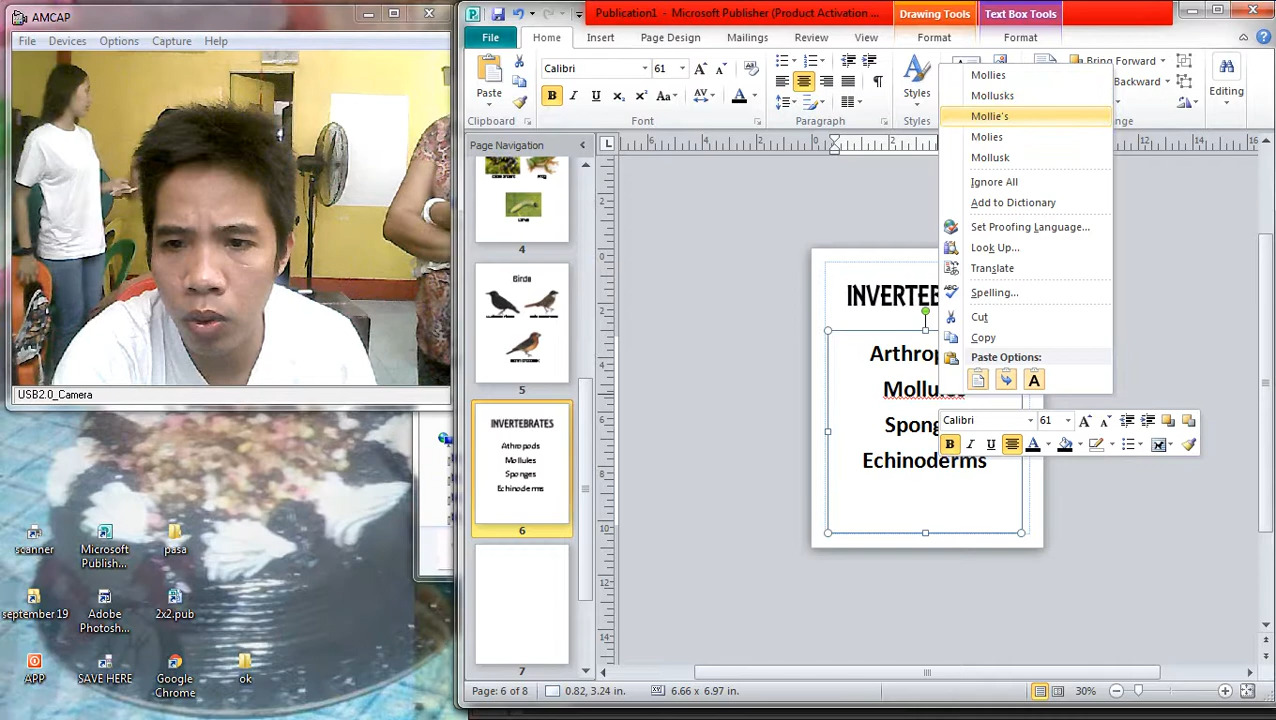 AMCAP
File Devices Options Capture Help
USB2.0_Camera
scanner
Microsoft Publish...
pasa
september 19
Adobe Photosh...
2x2.pub
APP
SAVE HERE
Google Chrome
ok
Publication1 - Microsoft Publisher (Product Activation ...
Drawing Tools
Text Box Tools
File Home Insert Page Design Mailings Review View Format Format
Paste
Calibri 61
Styles
Bring Forward
Backward
Editing
Clipboard Font Paragraph Styles
Page Navigation
4
Birds
5
INVERTEBRATES
Athropods
Mollules
Sponges
Echinoderms
6
7
INVERTEB
Arthrop
Mollu
Spong
Echinoderms
Mollies
Mollusks
Mollie's
Molies
Mollusk
Ignore All
Add to Dictionary
Set Proofing Language...
Look Up...
Translate
Spelling...
Cut
Copy
Paste Options:
Calibri 61
Page: 6 of 8 0.82, 3.24 in. 6.66 x 6.97 in. 30%